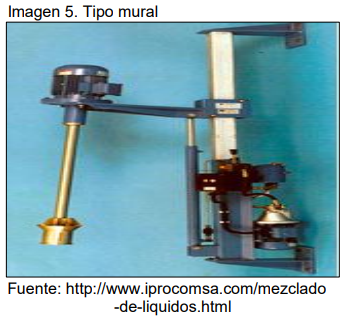 Imagen 5. Tipo mural
Fuente: http://www.iprocomsa.com/mezclado
-de-liquidos.html